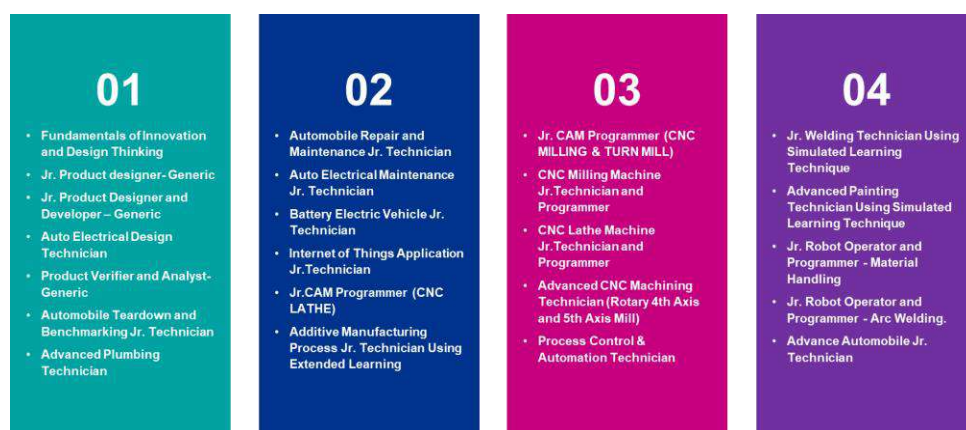 01
• Fundamentals of Innovation
and Design Thinking
• Jr. Product designer- Generic
• Jr. Product Designer and
Developer – Generic
• Auto Electrical Design
Technician
• Product Verifier and Analyst-
Generic
• Automobile Teardown and
Benchmarking Jr. Technician
• Advanced Plumbing
Technician
02
• Automobile Repair and
Maintenance Jr. Technician
• Auto Electrical Maintenance
Jr. Technician
• Battery Electric Vehicle Jr.
Technician
• Internet of Things Application
Jr.Technician
• Jr.CAM Programmer (CNC
LATHE)
• Additive Manufacturing
Process Jr. Technician Using
Extended Learning
03
• Jr. CAM Programmer (CNC
MILLING & TURN MILL)
• CNC Milling Machine
Jr.Technician and
Programmer
• CNC Lathe Machine
Jr.Technician and
Programmer
• Advanced CNC Machining
Technician (Rotary 4th Axis
and 5th Axis Mill)
• Process Control &
Automation Technician
04
• Jr. Welding Technician Using
Simulated Learning
Technique
• Advanced Painting
Technician Using Simulated
Learning Technique
• Jr. Robot Operator and
Programmer - Material
Handling
• Jr. Robot Operator and
Programmer - Arc Welding.
• Advance Automobile Jr.
Technician